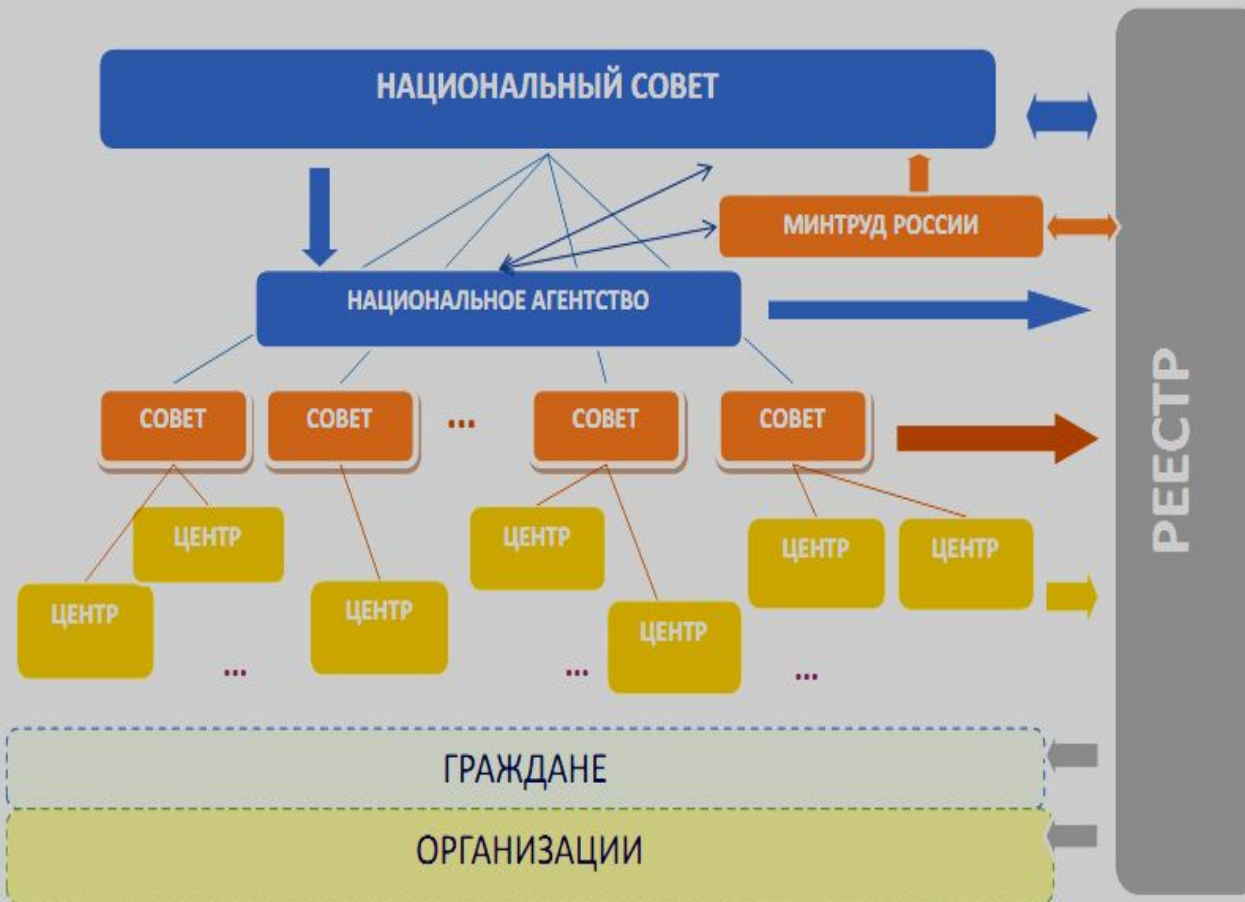 НАЦИОНАЛЬНЫЙ СОВЕТ
МИНТРУД РОССИИ
НАЦИОНАЛЬНОЕ АГЕНТСТВО
СОВЕТ
СОВЕТ
...
СОВЕТ
СОВЕТ
ЦЕНТР
ЦЕНТР
ЦЕНТР
ЦЕНТР
ЦЕНТР
ЦЕНТР
ЦЕНТР
...
...
...
ГРАЖДАНЕ
ОРГАНИЗАЦИИ
РЕЕСТР